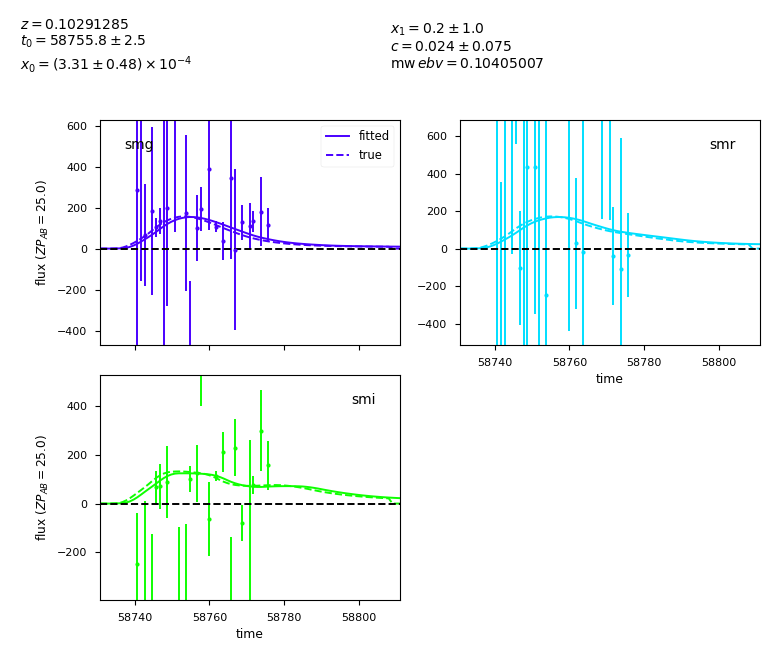 z = 0.10291285
t₀ = 58755.8 ± 2.5
x₀ = (3.31 ± 0.48) × 10⁻⁴
x₁ = 0.2 ± 1.0
c = 0.024 ± 0.075
mw ebv = 0.10405007
smg
fitted
true
600
400
200
0
−200
−400
flux (ZP_AB = 25.0)
smr
600
400
200
0
−200
−400
58740 58760 58780 58800
time
smi
400
200
0
−200
flux (ZP_AB = 25.0)
58740 58760 58780 58800
time